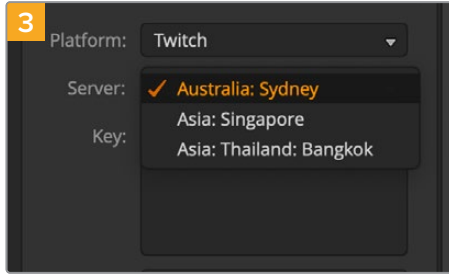 3
Platform: Twitch
Server: ✓ Australia: Sydney
Asia: Singapore
Key:
Asia: Thailand: Bangkok